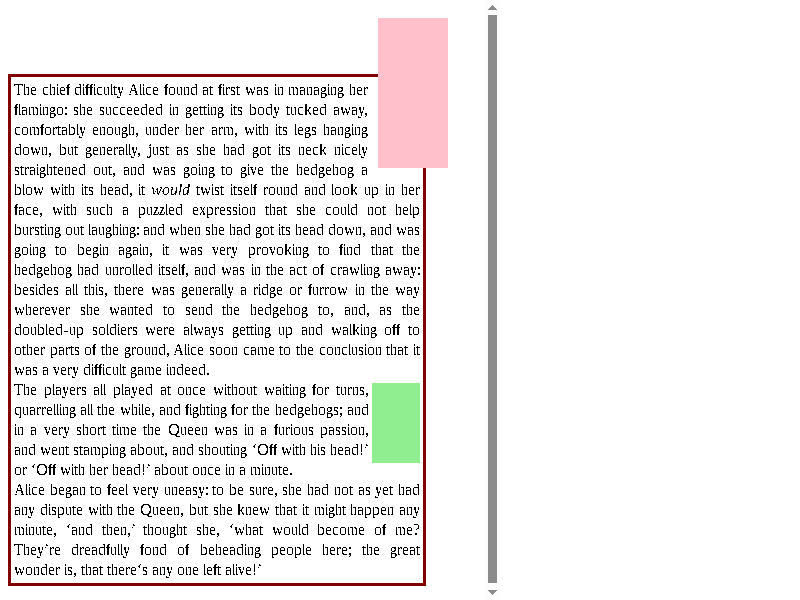 The chief difficulty Alice found at first was in managing her
flamingo: she succeeded in getting its body tucked away,
comfortably enough, under her arm, with its legs hanging
down, but generally, just as she had got its neck nicely
straightened out, and was going to give the hedgehog a
blow with its head, it would twist itself round and look up in her
face, with such a puzzled expression that she could not help
bursting out laughing: and when she had got its head down, and was
going to begin again, it was very provoking to find that the
hedgehog had unrolled itself, and was in the act of crawling away:
besides all this, there was generally a ridge or furrow in the way
wherever she wanted to send the hedgehog to, and, as the
doubled-up soldiers were always getting up and walking off to
other parts of the ground, Alice soon came to the conclusion that it
was a very difficult game indeed.
The players all played at once without waiting for turns,
quarrelling all the while, and fighting for the hedgehogs; and
in a very short time the Queen was in a furious passion,
and went stamping about, and shouting ‘Off with his head!’
or ‘Off with her head!’ about once in a minute.
Alice began to feel very uneasy: to be sure, she had not as yet had
any dispute with the Queen, but she knew that it might happen any
minute, ‘and then,’ thought she, ‘what would become of me?
They’re dreadfully fond of beheading people here; the great
wonder is, that there‘s any one left alive!’